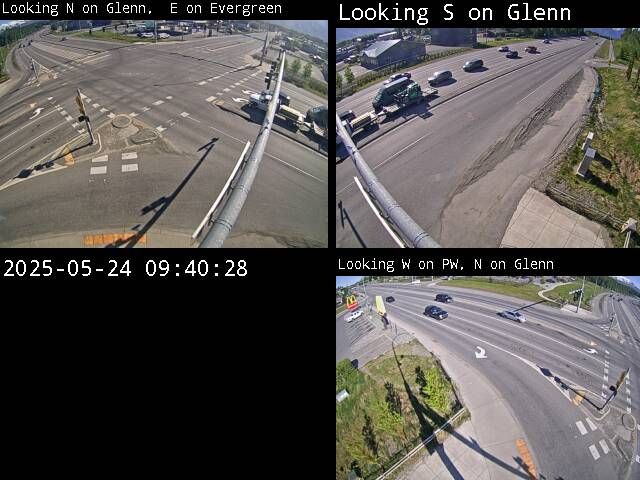 Looking N on Glenn,  E on Evergreen
Looking S on Glenn
2025-05-24 09:40:28
Looking W on PW, N on Glenn